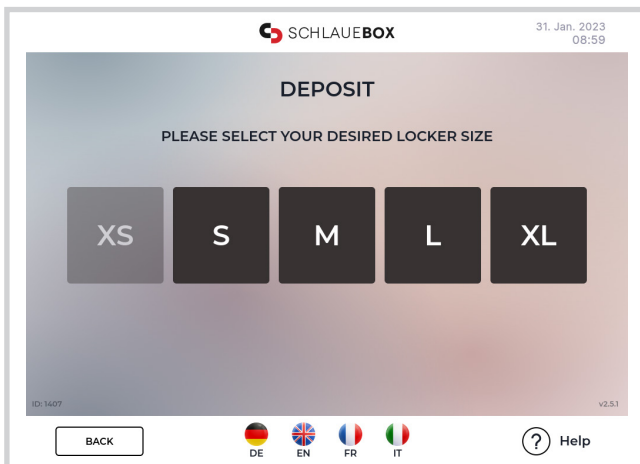 SCHLAUEBOX
31. Jan. 2023
08:59
DEPOSIT
PLEASE SELECT YOUR DESIRED LOCKER SIZE
XS S M L XL
ID: 1407
v2.5.1
BACK
DE EN FR IT
? Help